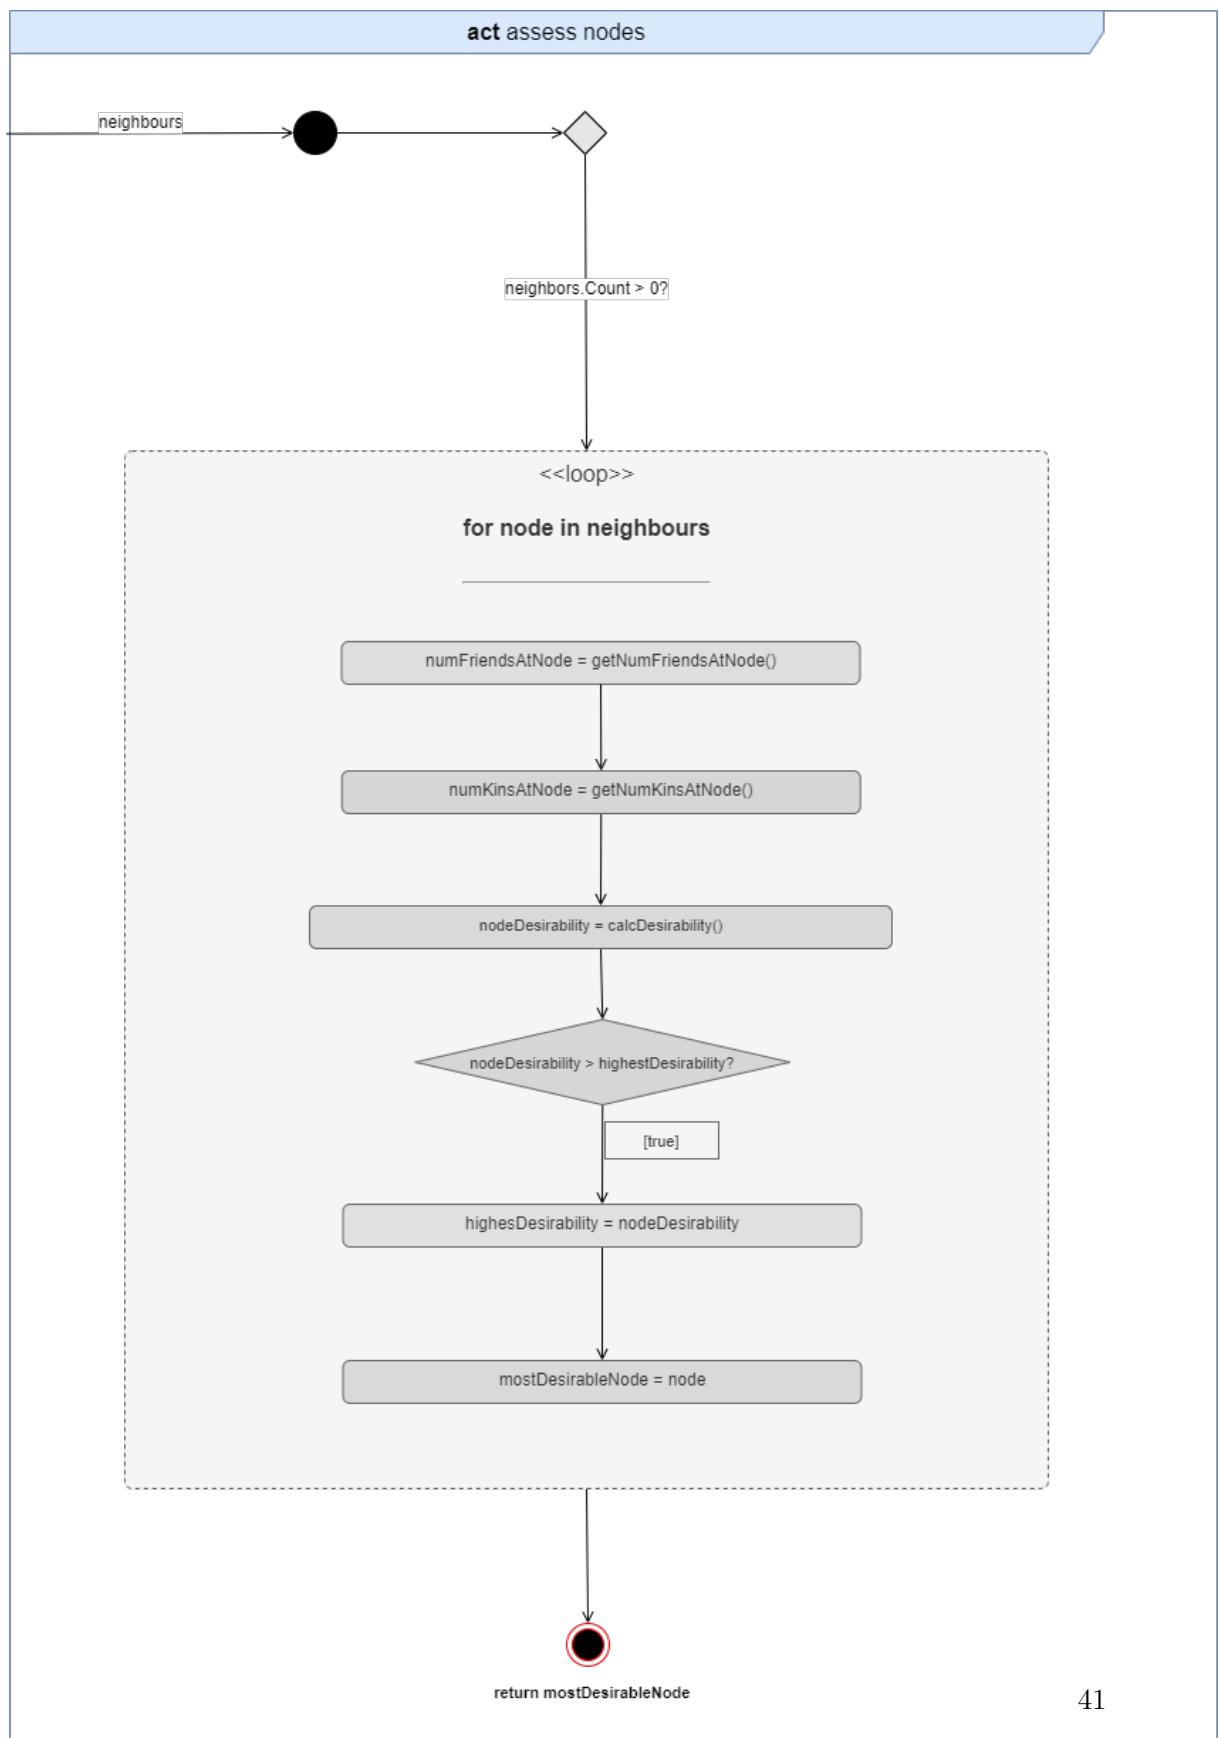 act assess nodes
neighbours
neighbors.Count > 0?
<<loop>>
for node in neighbours
numFriendsAtNode = getNumFriendsAtNode()
numKinsAtNode = getNumKinsAtNode()
nodeDesirability = calcDesirability()
nodeDesirability > highestDesirability?
[true]
highesDesirability = nodeDesirability
mostDesirableNode = node
return mostDesirableNode
41